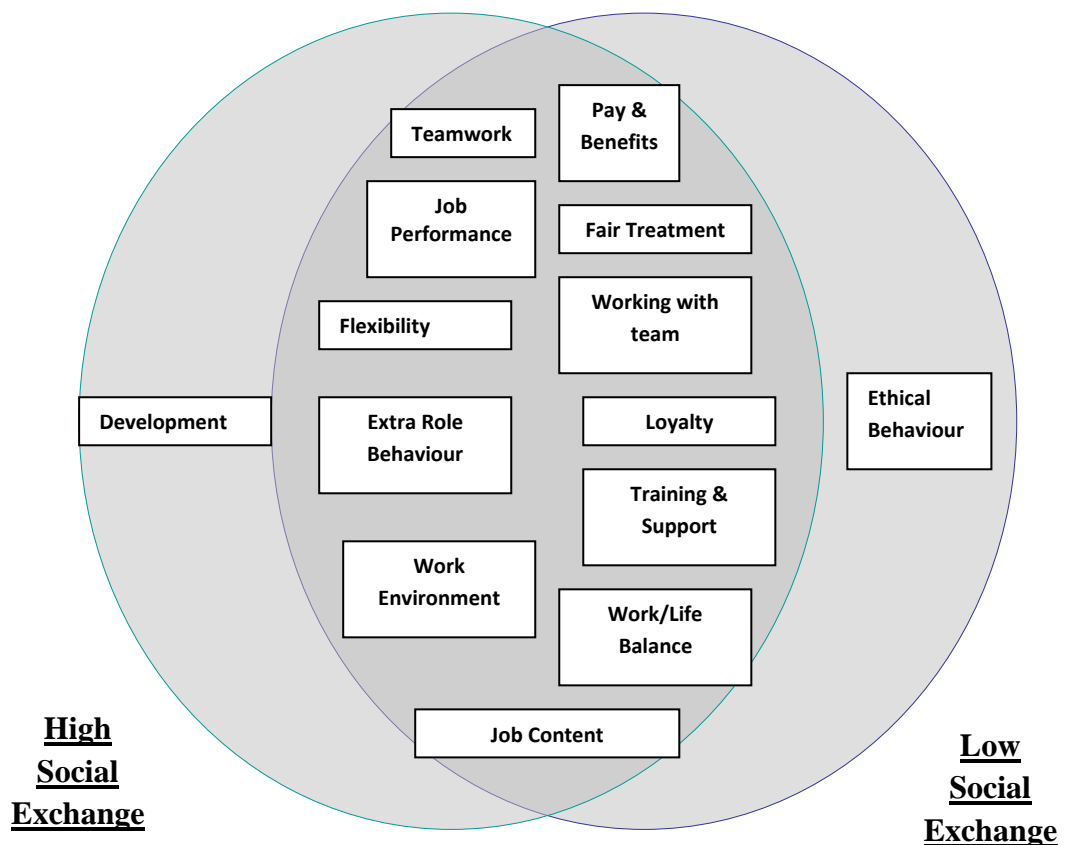 Pay &
Benefits
Teamwork
Job
Performance
Fair Treatment
Working with
team
Flexibility
Development
Extra Role
Behaviour
Loyalty
Ethical
Behaviour
Training &
Support
Work
Environment
Work/Life
Balance
Job Content
High
Social
Exchange
Low
Social
Exchange